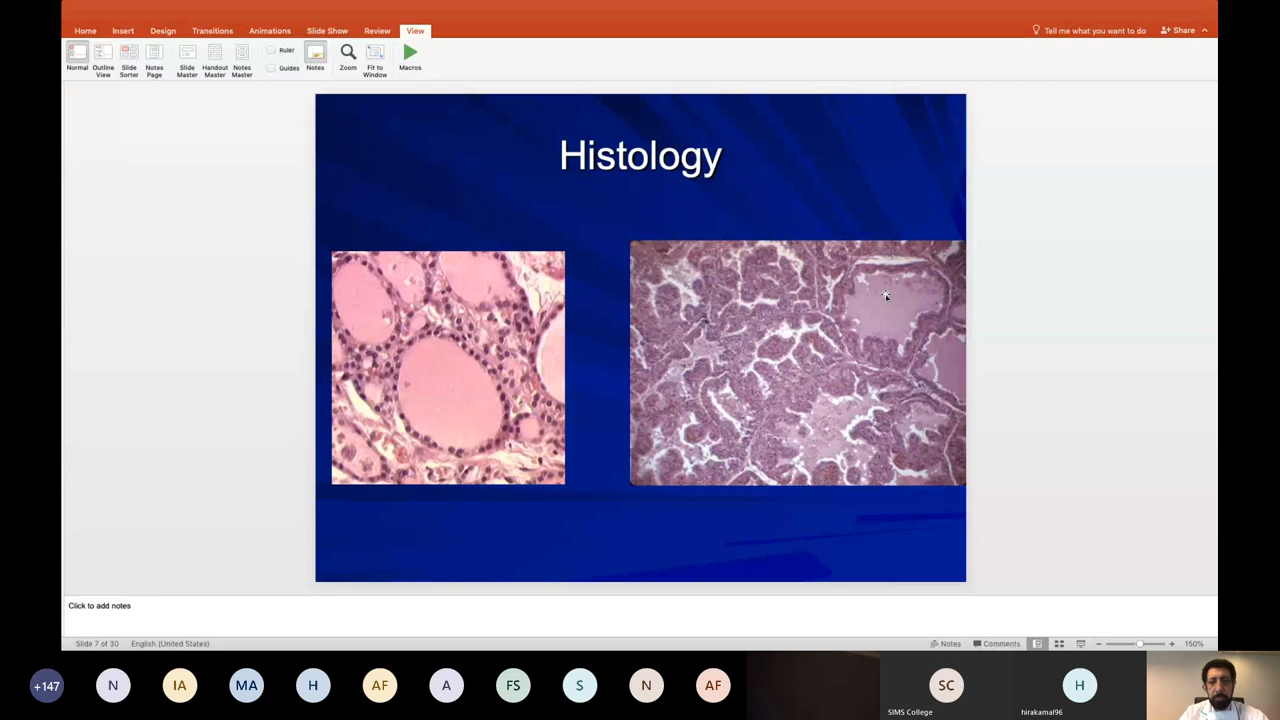 Home Insert Design Transitions Animations Slide Show Review View Tell me what you want to do Share
Normal Outline View Slide Sorter Notes Page Slide Master Handout Master Notes Master Ruler Guides Notes Zoom Fit to Window Macros
Histology
Click to add notes
Slide 7 of 30 English (United States) Notes Comments 150%
+147 N IA MA H AF A FS S N AF SC H
SIMS College hirakamal96